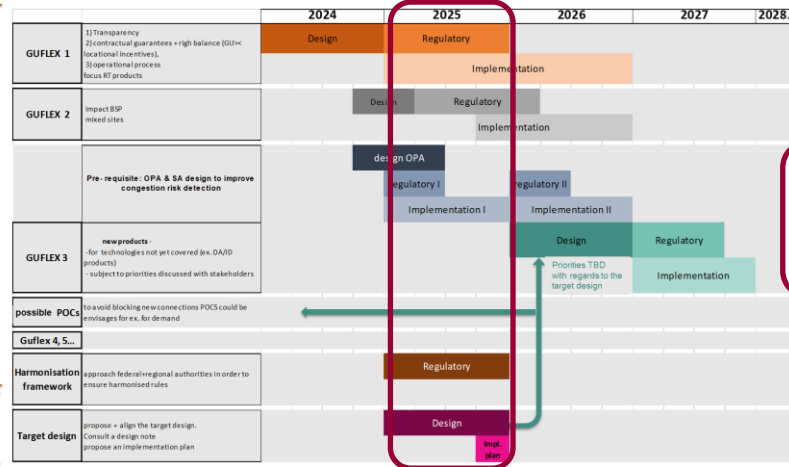 2024 2025 2026 2027 2028.
GUFLEX 1
1) Transparency
2) contractual guarantees + righ balance (GU><
locational incentives),
3) operational process
focus RT products
Design
Regulatory
Implementation
GUFLEX 2
Impact BSP
mixed sites
Design
Regulatory
Implementation
Pre- requisite: OPA & SA design to improve
congestion risk detection
design OPA
regulatory I
regulatory II
Implementation I
Implementation II
GUFLEX 3
new products -
-for technologies not yet covered (ex. DA/ID
products)
- subject to priorities discussed with stakeholders
Design
Regulatory
Priorities TBD
with regards to the
target design
Implementation
possible POCs
to avoid blocking new connections POCS could be
envisages for ex. for demand
Guflex 4, 5...
Harmonisation
framework
approach federal+regional authorities in order to
ensure harmonised rules
Regulatory
Target design
propose + align the target design.
Consult a design note
propose an implementation plan
Design
Impl.
plan